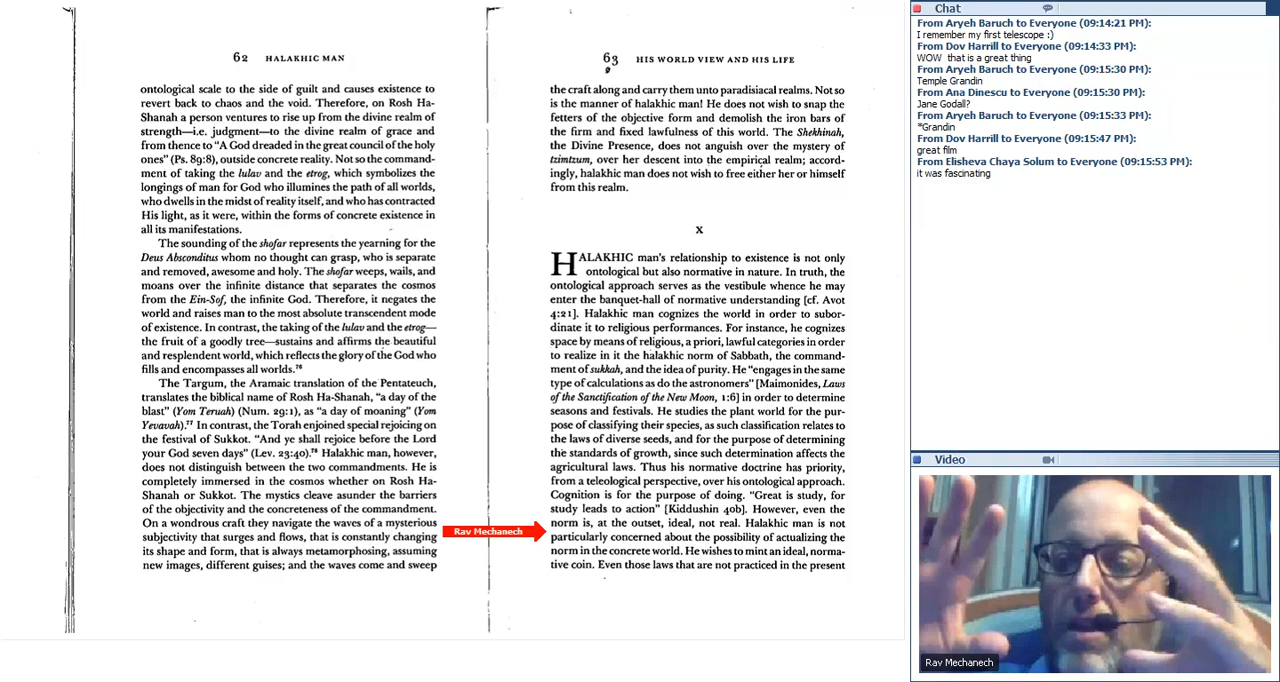 62 HALAKHIC MAN
ontological scale to the side of guilt and causes existence to
revert back to chaos and the void. Therefore, on Rosh Ha-
Shanah a person ventures to rise up from the divine realm of
strength—i.e. judgment—to the divine realm of grace and
from thence to "A God dreaded in the great council of the holy
ones" (Ps. 89:8), outside concrete reality. Not so the command-
ment of taking the lulav and the etrog, which symbolizes the
longings of man for God who illumines the path of all worlds,
who dwells in the midst of reality itself, and who has contracted
His light, as it were, within the forms of concrete existence in
all its manifestations.
The sounding of the shofar represents the yearning for the
Deus Absconditus whom no thought can grasp, who is separate
and removed, awesome and holy. The shofar weeps, wails, and
moans over the infinite distance that separates the cosmos
from the Ein-Sof, the infinite God. Therefore, it negates the
world and raises man to the most absolute transcendent mode
of existence. In contrast, the taking of the lulav and the etrog—
the fruit of a goodly tree—sustains and affirms the beautiful
and resplendent world, which reflects the glory of the God who
fills and encompasses all worlds.76
The Targum, the Aramaic translation of the Pentateuch,
translates the biblical name of Rosh Ha-Shanah, "a day of the
blast" (Yom Teruah) (Num. 29:1), as "a day of moaning" (Yom
Yevavah).77 In contrast, the Torah enjoined special rejoicing on
the festival of Sukkot. "And ye shall rejoice before the Lord
your God seven days" (Lev. 23:40).78 Halakhic man, however,
does not distinguish between the two commandments. He is
completely immersed in the cosmos whether on Rosh Ha-
Shanah or Sukkot. The mystics cleave asunder the barriers
of the objectivity and the concreteness of the commandment.
On a wondrous craft they navigate the waves of a mysterious
subjectivity that surges and flows, that is constantly changing
its shape and form, that is always metamorphosing, assuming
new images, different guises; and the waves come and sweep
63 HIS WORLD VIEW AND HIS LIFE
the craft along and carry them unto paradisiacal realms. Not so
is the manner of halakhic man! He does not wish to snap the
fetters of the objective form and demolish the iron bars of
the firm and fixed lawfulness of this world. The Shekhinah,
the Divine Presence, does not anguish over the mystery of
tzimtzum, over her descent into the empirical realm; accord-
ingly, halakhic man does not wish to free either her or himself
from this realm.
X
HALAKHIC man's relationship to existence is not only
ontological but also normative in nature. In truth, the
ontological approach serves as the vestibule whence he may
enter the banquet-hall of normative understanding [cf. Avot
4:21]. Halakhic man cognizes the world in order to subor-
dinate it to religious performances. For instance, he cognizes
space by means of religious, a priori, lawful categories in order
to realize in it the halakhic norm of Sabbath, the command-
ment of sukkah, and the idea of purity. He "engages in the same
type of calculations as do the astronomers" [Maimonides, Laws
of the Sanctification of the New Moon, 1:6] in order to determine
seasons and festivals. He studies the plant world for the pur-
pose of classifying their species, as such classification relates to
the laws of diverse seeds, and for the purpose of determining
the standards of growth, since such determination affects the
agricultural laws. Thus his normative doctrine has priority,
from a teleological perspective, over his ontological approach.
Cognition is for the purpose of doing. "Great is study, for
study leads to action" [Kiddushin 40b]. However, even the
norm is, at the outset, ideal, not real. Halakhic man is not
particularly concerned about the possibility of actualizing the
norm in the concrete world. He wishes to mint an ideal, norma-
tive coin. Even those laws that are not practiced in the present
Rav Mechanech
Chat
From Aryeh Baruch to Everyone (09:14:21 PM):
I remember my first telescope :)
From Dov Harrill to Everyone (09:14:33 PM):
WOW that is a great thing
From Aryeh Baruch to Everyone (09:15:30 PM):
Temple Grandin
From Ana Dinescu to Everyone (09:15:30 PM):
Jane Godall?
From Aryeh Baruch to Everyone (09:15:33 PM):
*Grandin
From Dov Harrill to Everyone (09:15:47 PM):
great film
From Elisheva Chaya Solum to Everyone (09:15:53 PM):
it was fascinating
Video
Rav Mechanech